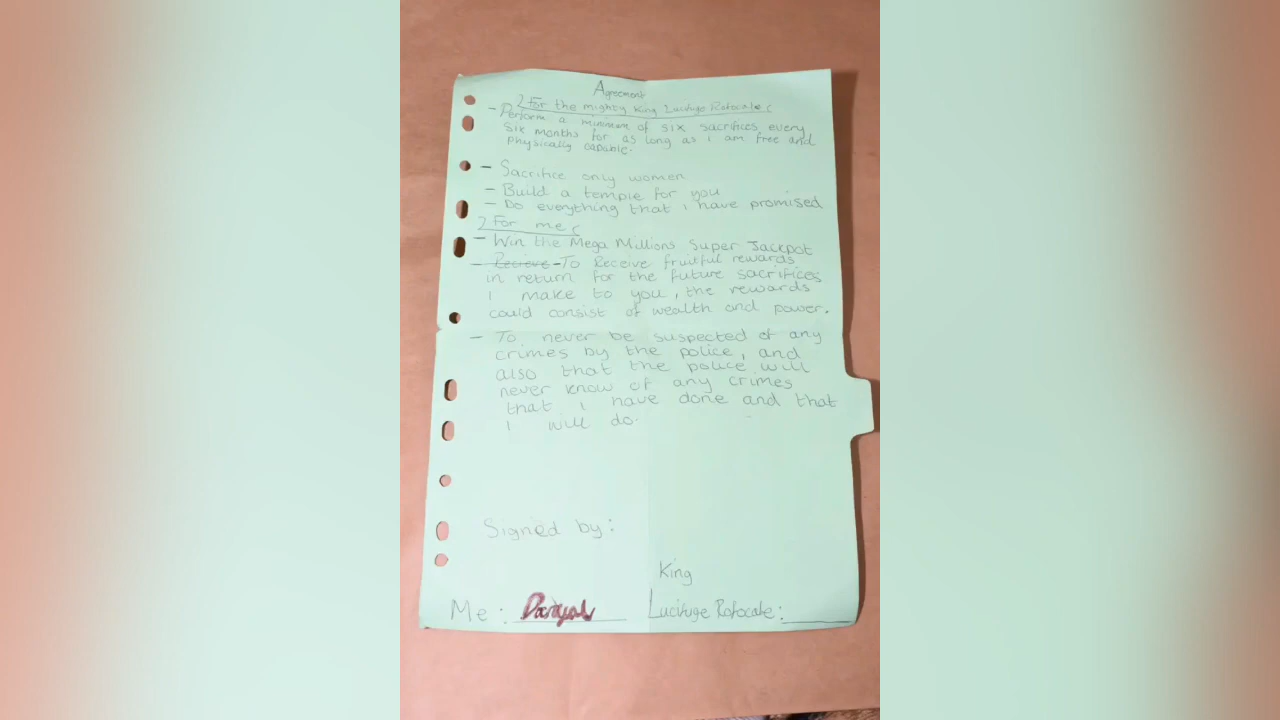 Agreement
? For the mighty King Lucifuge Rofocale :
- Perform a minimum of six sacrifices every
six months for as long as i am free and
physically capable.
- Sacrifice only women
- Build a temple for you
- Do everything that i have promised
? For me :
- Win the Mega Millions Super Jackpot
- Recieve - To Receive fruitful rewards
in return for the future sacrifices
i make to you, the rewards
could consist of wealth and power.
- To never be suspected of any
crimes by the police, and
also that the police will
never know of any crimes
that i have done and that
i will do.
Signed by:
King
Me: Danyal
Lucifuge Rofocale: